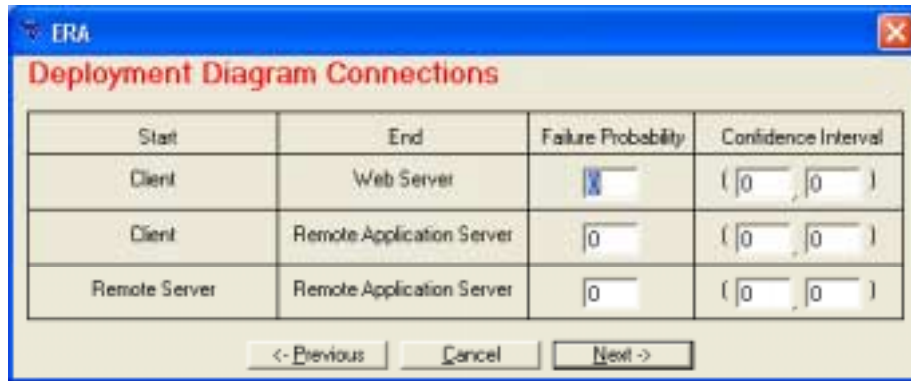 ERA
Deployment Diagram Connections
Start End Failure Probability Confidence Interval
Client Web Server 0 ( 0 , 0 )
Client Remote Application Server 0 ( 0 , 0 )
Remote Server Remote Application Server 0 ( 0 , 0 )
<- Previous Cancel Next ->